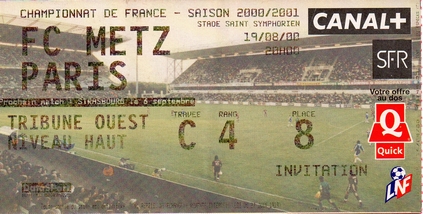 CHAMPIONNAT DE FRANCE - SAISON 2000/2001
STADE SAINT SYMPHORIEN
FC METZ
19/08/00
20H00
PARIS
Prochain match : STRASBOURG le 6 septembre
TRIBUNE OUEST
NIVEAU HAUT
TRAVEE
C
RANG
4
PLACE
8
INVITATION
CANAL+
SFR
Votre offre
au dos
Q
Quick
LNF